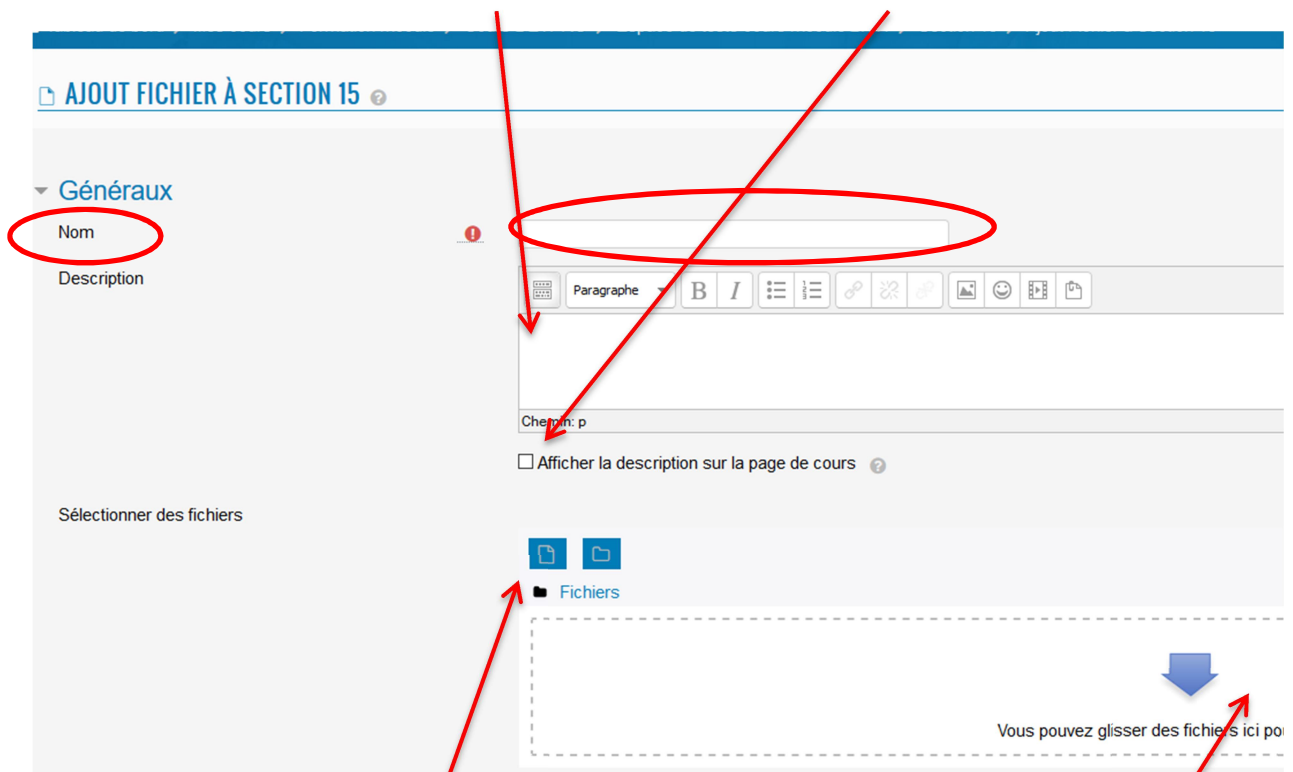 AJOUT FICHIER À SECTION 15
Généraux
Nom
Description
Paragraphe B I
Chemin: p
Afficher la description sur la page de cours
Sélectionner des fichiers
Fichiers
Vous pouvez glisser des fichiers ici